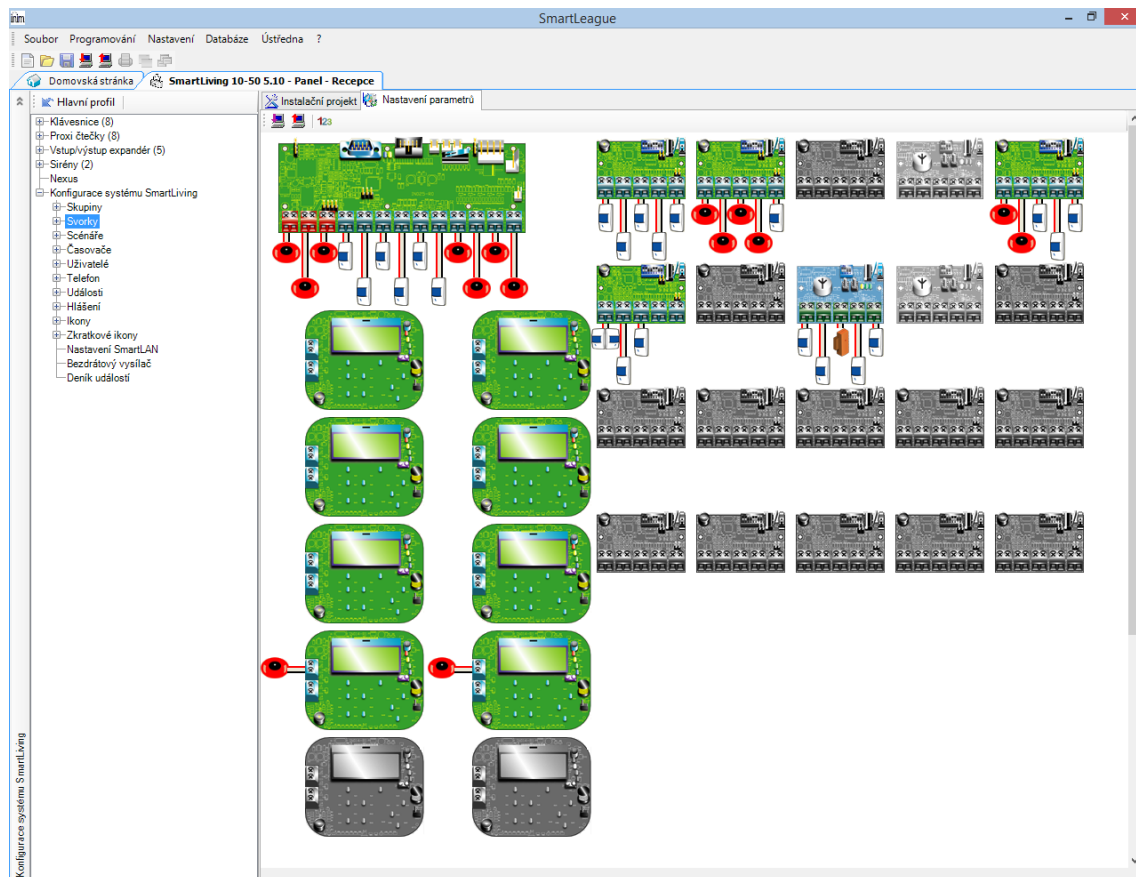 inim
SmartLeague
Soubor Programování Nastavení Databáze Ústředna ?
Domovská stránka
SmartLiving 10-50 5.10 - Panel - Recepce
Hlavní profil
Instalační projekt
Nastavení parametrů
123
Klávesnice (8)
Proxi čtečky (8)
Vstup/výstup expandér (5)
Sirény (2)
Nexus
Konfigurace systému SmartLiving
Skupiny
Svorky
Scénáře
Časovače
Uživatelé
Telefon
Události
Hlášení
Ikony
Zkratkové ikony
Nastavení SmartLAN
Bezdrátový vysílač
Deník událostí
Konfigurace systému SmartLiving